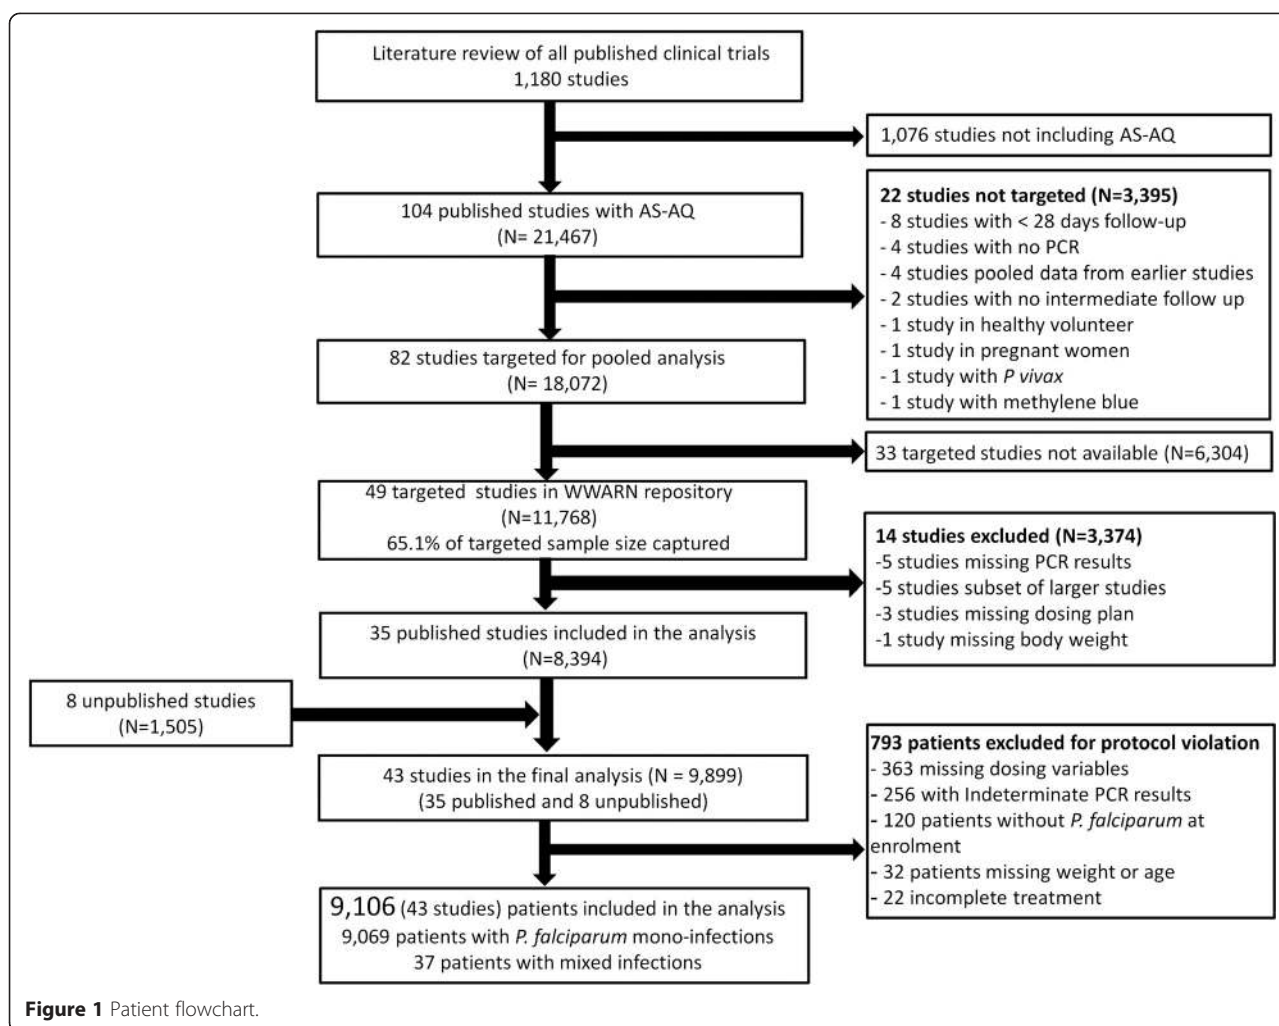 Literature review of all published clinical trials
1,180 studies
1,076 studies not including AS-AQ
104 published studies with AS-AQ
(N= 21,467)
22 studies not targeted (N=3,395)
- 8 studies with < 28 days follow-up
- 4 studies with no PCR
- 4 studies pooled data from earlier studies
- 2 studies with no intermediate follow up
- 1 study in healthy volunteer
- 1 study in pregnant women
- 1 study with P vivax
- 1 study with methylene blue
82 studies targeted for pooled analysis
(N= 18,072)
33 targeted studies not available (N=6,304)
49 targeted studies in WWARN repository
(N=11,768)
65.1% of targeted sample size captured
14 studies excluded (N=3,374)
-5 studies missing PCR results
-5 studies subset of larger studies
-3 studies missing dosing plan
-1 study missing body weight
35 published studies included in the analysis
(N=8,394)
8 unpublished studies
(N=1,505)
43 studies in the final analysis (N = 9,899)
(35 published and 8 unpublished)
793 patients excluded for protocol violation
- 363 missing dosing variables
- 256 with Indeterminate PCR results
- 120 patients without P. falciparum at
enrolment
- 32 patients missing weight or age
- 22 incomplete treatment
9,106 (43 studies) patients included in the analysis
9,069 patients with P. falciparum mono-infections
37 patients with mixed infections
Figure 1 Patient flowchart.